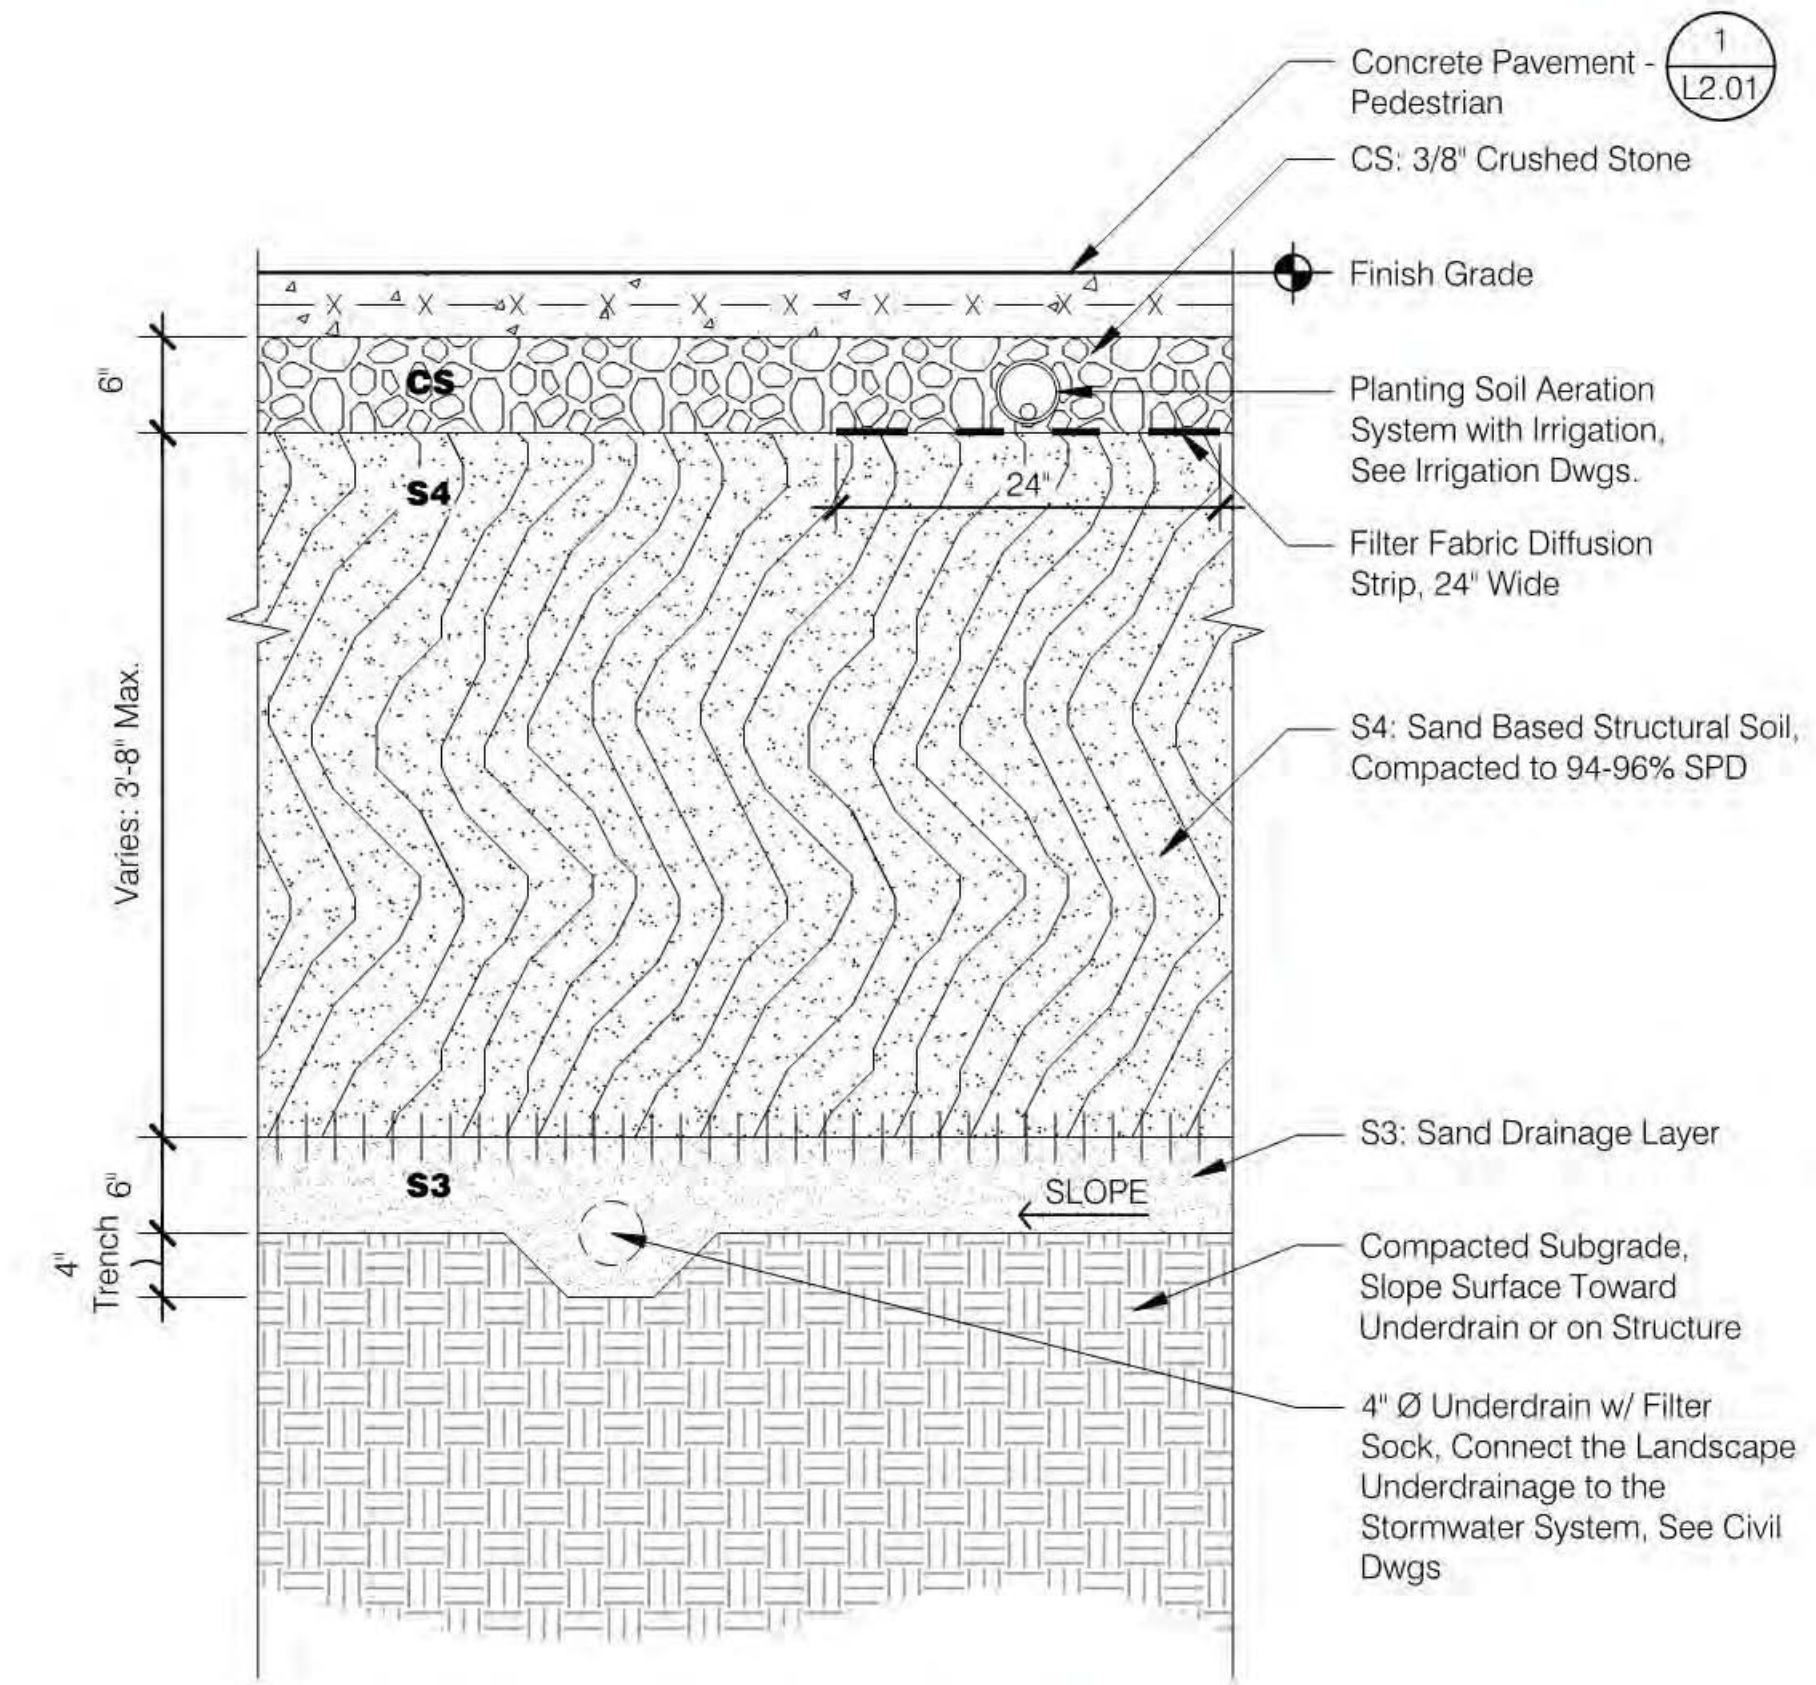 Concrete Pavement -
Pedestrian
1
L2.01
CS: 3/8" Crushed Stone
Finish Grade
Planting Soil Aeration
System with Irrigation,
See Irrigation Dwgs.
Filter Fabric Diffusion
Strip, 24" Wide
S4: Sand Based Structural Soil,
Compacted to 94-96% SPD
S3: Sand Drainage Layer
Compacted Subgrade,
Slope Surface Toward
Underdrain or on Structure
4" Ø Underdrain w/ Filter
Sock, Connect the Landscape
Underdrainage to the
Stormwater System, See Civil
Dwgs
6"
Varies: 3'-8" Max.
6"
4"
Trench
CS
S4
24"
S3
SLOPE